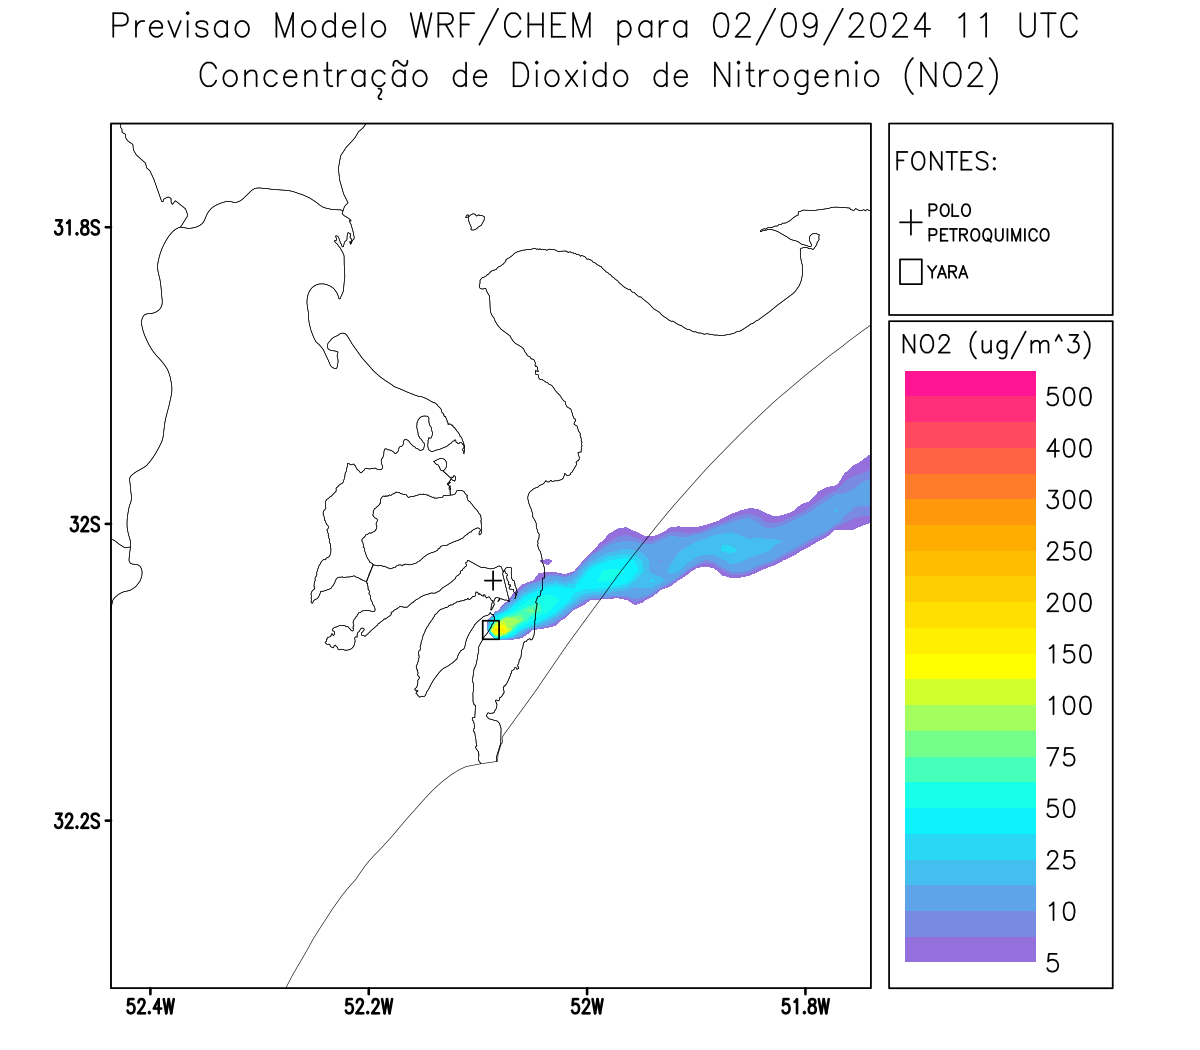 Previsao Modelo WRF/CHEM para 02/09/2024 11 UTC
Concentração de Dioxido de Nitrogenio (NO2)
FONTES:
POLO
PETROQUIMICO
YARA
31.8S
32S
32.2S
52.4W
52.2W
52W
51.8W
NO2 (ug/m^3)
500
400
300
250
200
150
100
75
50
25
10
5